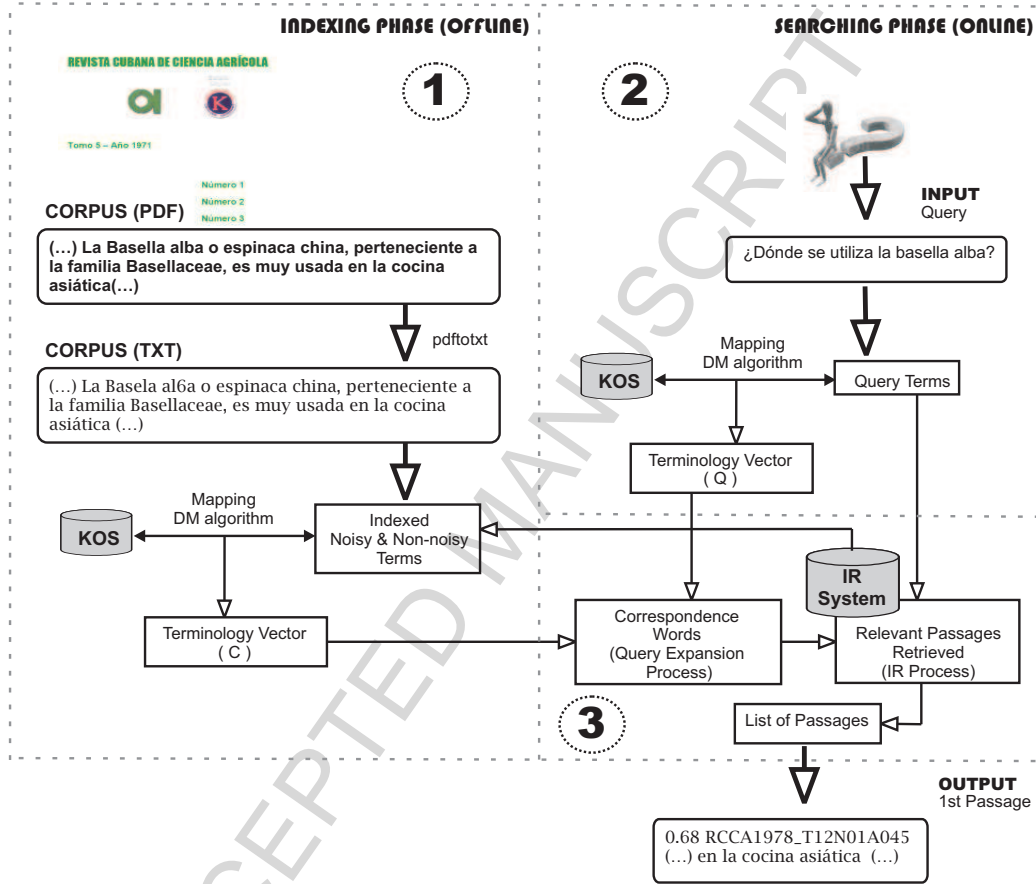 INDEXING PHASE (OFFLINE)
SEARCHING PHASE (ONLINE)
REVISTA CUBANA DE CIENCIA AGRÍCOLA
1
2
K
Tomo 5 – Año 1971
Número 1
Número 2
Número 3
CORPUS (PDF)
(…) La Basella alba o espinaca china, perteneciente a
la familia Basellaceae, es muy usada en la cocina
asiática(…)
pdftotxt
CORPUS (TXT)
(…) La Basela al6a o espinaca china, perteneciente a
la familia Basellaceae, es muy usada en la cocina
asiática (…)
Mapping
DM algorithm
KOS
Indexed
Noisy & Non-noisy
Terms
Terminology Vector
( C )
INPUT
Query
¿Dónde se utiliza la basella alba?
Mapping
DM algorithm
KOS
Query Terms
Terminology Vector
( Q )
IR
System
Correspondence
Words
(Query Expansion
Process)
Relevant Passages
Retrieved
(IR Process)
3
List of Passages
OUTPUT
1st Passage
0.68 RCCA1978_T12N01A045
(…) en la cocina asiática (…)
CEPTED MANUSCRIPT